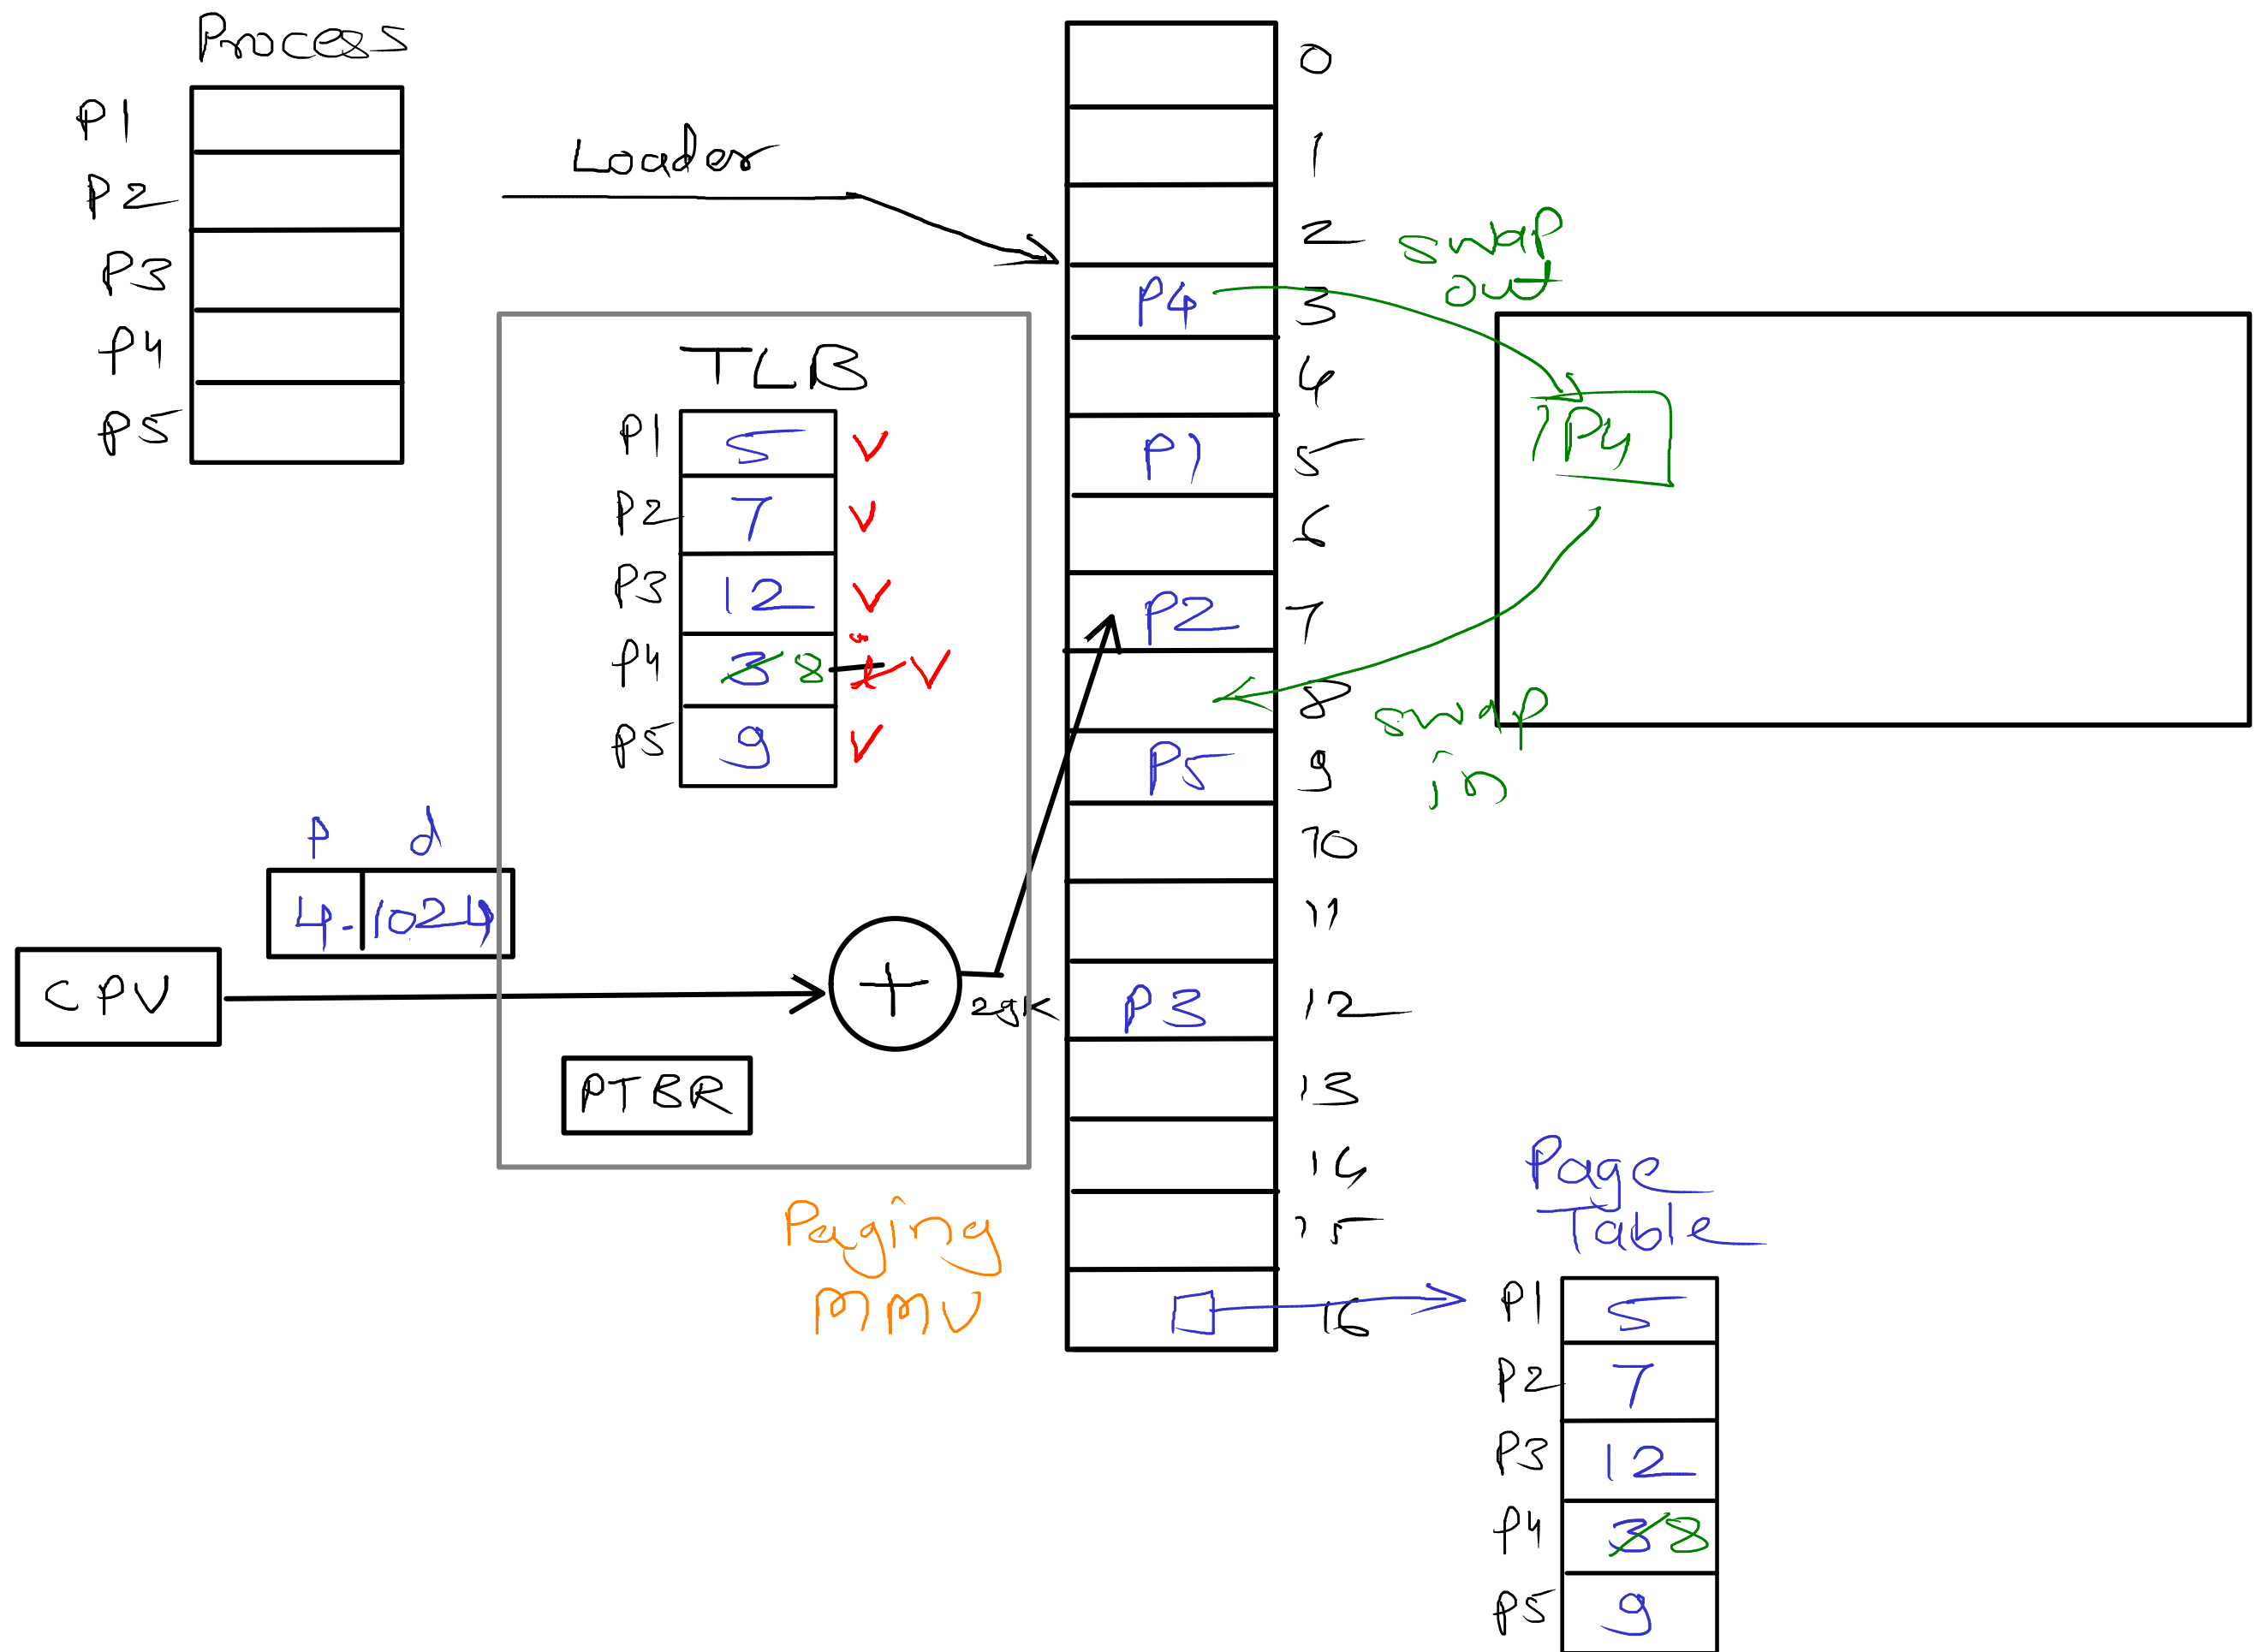 Process
P1
P2
P3
P4
P5
Loader
TLB
P1 5 v
P2 7 v
P3 12 v
P4 3 8 v
P5 9 v
P d
4 1024
CPU
+
PTBR
Paging
MMU
0
1
2
P4 3
4
P1 5
6
P2 7
8
P5 9
10
11
P3 12
13
14
15
16
swap
out
P4
swap
in
Page
Table
P1 5
P2 7
P3 12
P4 3 8
P5 9